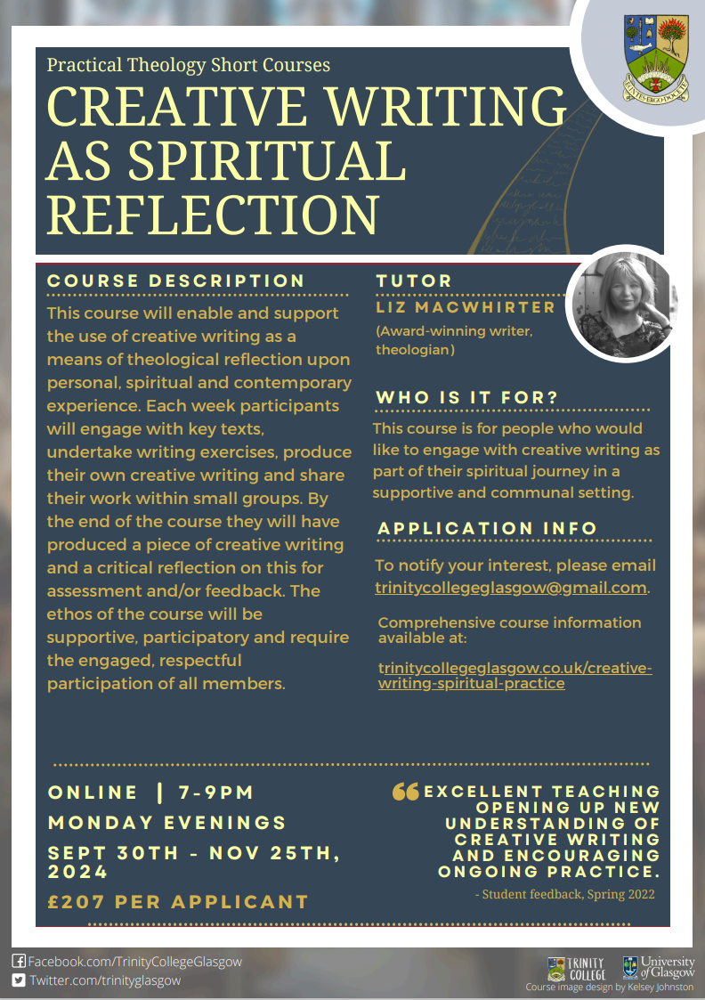 Practical Theology Short Courses
CREATIVE WRITING
AS SPIRITUAL
REFLECTION
COURSE DESCRIPTION
This course will enable and support
the use of creative writing as a
means of theological reflection upon
personal, spiritual and contemporary
experience. Each week participants
will engage with key texts,
undertake writing exercises, produce
their own creative writing and share
their work within small groups. By
the end of the course they will have
produced a piece of creative writing
and a critical reflection on this for
assessment and/or feedback. The
ethos of the course will be
supportive, participatory and require
the engaged, respectful
participation of all members.
TUTOR
LIZ MACWHIRTER
(Award-winning writer,
theologian)
WHO IS IT FOR?
This course is for people who would
like to engage with creative writing as
part of their spiritual journey in a
supportive and communal setting.
APPLICATION INFO
To notify your interest, please email
trinitycollegeglasgow@gmail.com.
Comprehensive course information
available at:
trinitycollegeglasgow.co.uk/creative-
writing-spiritual-practice
ONLINE | 7-9PM
MONDAY EVENINGS
SEPT 30TH - NOV 25TH,
2024
£207 PER APPLICANT
“EXCELLENT TEACHING
OPENING UP NEW
UNDERSTANDING OF
CREATIVE WRITING
AND ENCOURAGING
ONGOING PRACTICE.
- Student feedback, Spring 2022
Facebook.com/TrinityCollegeGlasgow
Twitter.com/trinityglasgow
TRINITY
COLLEGE
University
of Glasgow
Course image design by Kelsey Johnston